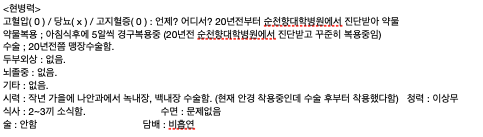 <현병력>
고혈압( 0 ) / 당뇨( x ) / 고지혈증( 0 ) : 언제? 어디서? 20년전부터 순천향대학병원에서 진단받아 약물
약물복용 ; 아침식후에 5알씩 경구복용중 (20년전 순천향대학병원에서 진단받고 꾸준히 복용중임)
수술 ; 20년전쯤 맹장수술함.
두부외상 : 없음.
뇌졸중 : 없음.
기타 : 없음.
시력 : 작년 가을에 나안과에서 녹내장, 백내장 수술함. (현재 안경 착용중인데 수술 후부터 착용했다함) 청력 : 이상무
식사 : 2~3끼 소식함. 수면 : 문제없음
술 : 안함 담배 : 비흡연